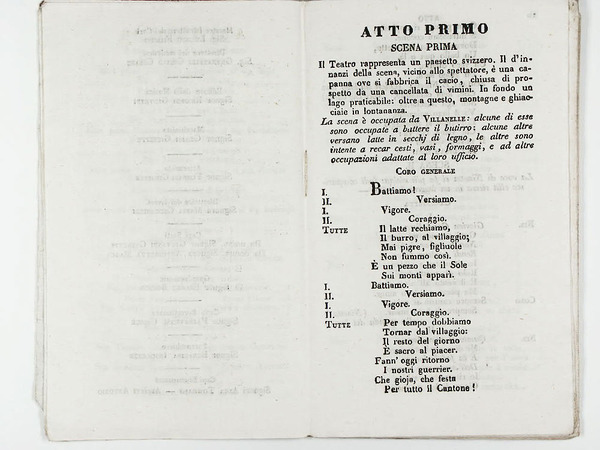 ATTO PRIMO
SCENA PRIMA
Il Teatro rappresenta un paesetto svizzero. Il d'in-
nanzi della scena, vicino allo spettatore, è una ca-
panna ove si fabbrica il cacio, chiusa di pro-
spetto da una cancellata di vimini. In fondo un
lago praticabile: oltre a questo, montagne e ghiac-
ciaie in lontananza.
La scena è occupata da VILLANELLE: alcune di esse
sono occupate a battere il butirro; alcune altre
versano latte in secchj di legno, le altre sono
intente a recar cesti, vasi, formaggi, e ad altre
occupazioni adattate al loro ufficio.
CORO GENERALE
I. Battiamo!
II. Versiamo.
I. Vigore.
II. Coraggio.
TUTTE Il latte rechiamo,
Il burro, al villaggio;
Mai pigre, figliuole
Non fummo così.
È un pezzo che il Sole
Sui monti apparì.
I. Battiamo.
II. Versiamo.
I. Vigore.
II. Coraggio.
TUTTE Per tempo dobbiamo
Tornar dal villaggio:
Il resto del giorno
È sacro al piacer.
Fann' oggi ritorno
I nostri guerrier.
Che gioja, che festa
Per tutto il Cantone!